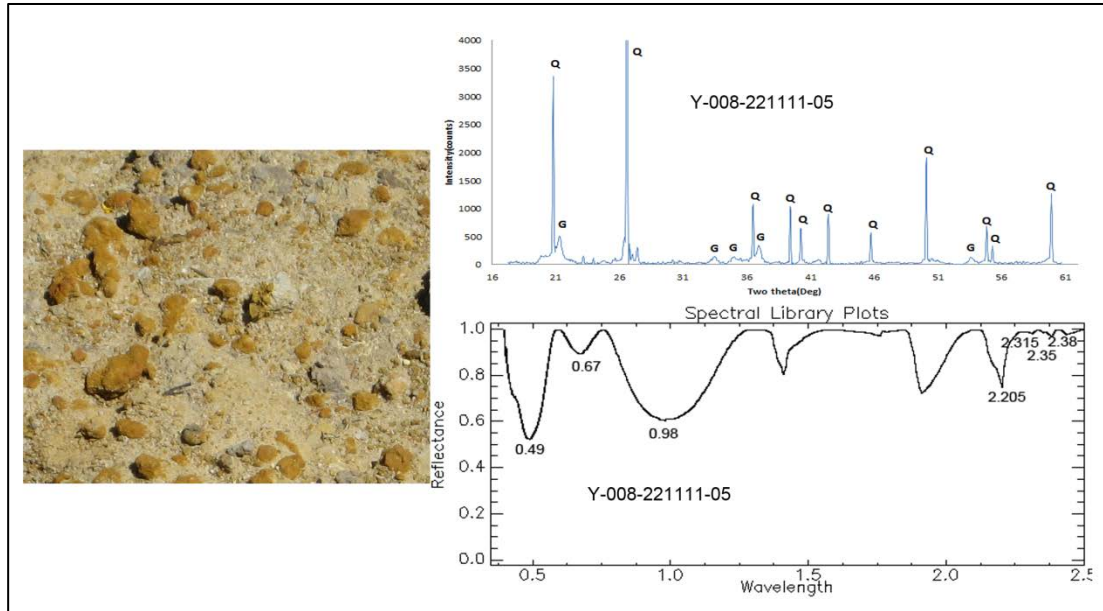 Y-008-221111-05
Intensity(counts)
4000
3500
3000
2500
2000
1500
1000
500
0
Q
G
Q
G
G
Q
G
Q
Q
Q
Q
Q
G
Q
Q
Q
16 21 26 31 36 41 46 51 56 61
Two theta(Deg)
Spectral Library Plots
Reflectance
1.0
0.8
0.6
0.4
0.2
0.0
0.49
0.67
0.98
2.205
2.315
2.35
2.38
Y-008-221111-05
0.5 1.0 1.5 2.0 2.5
Wavelength